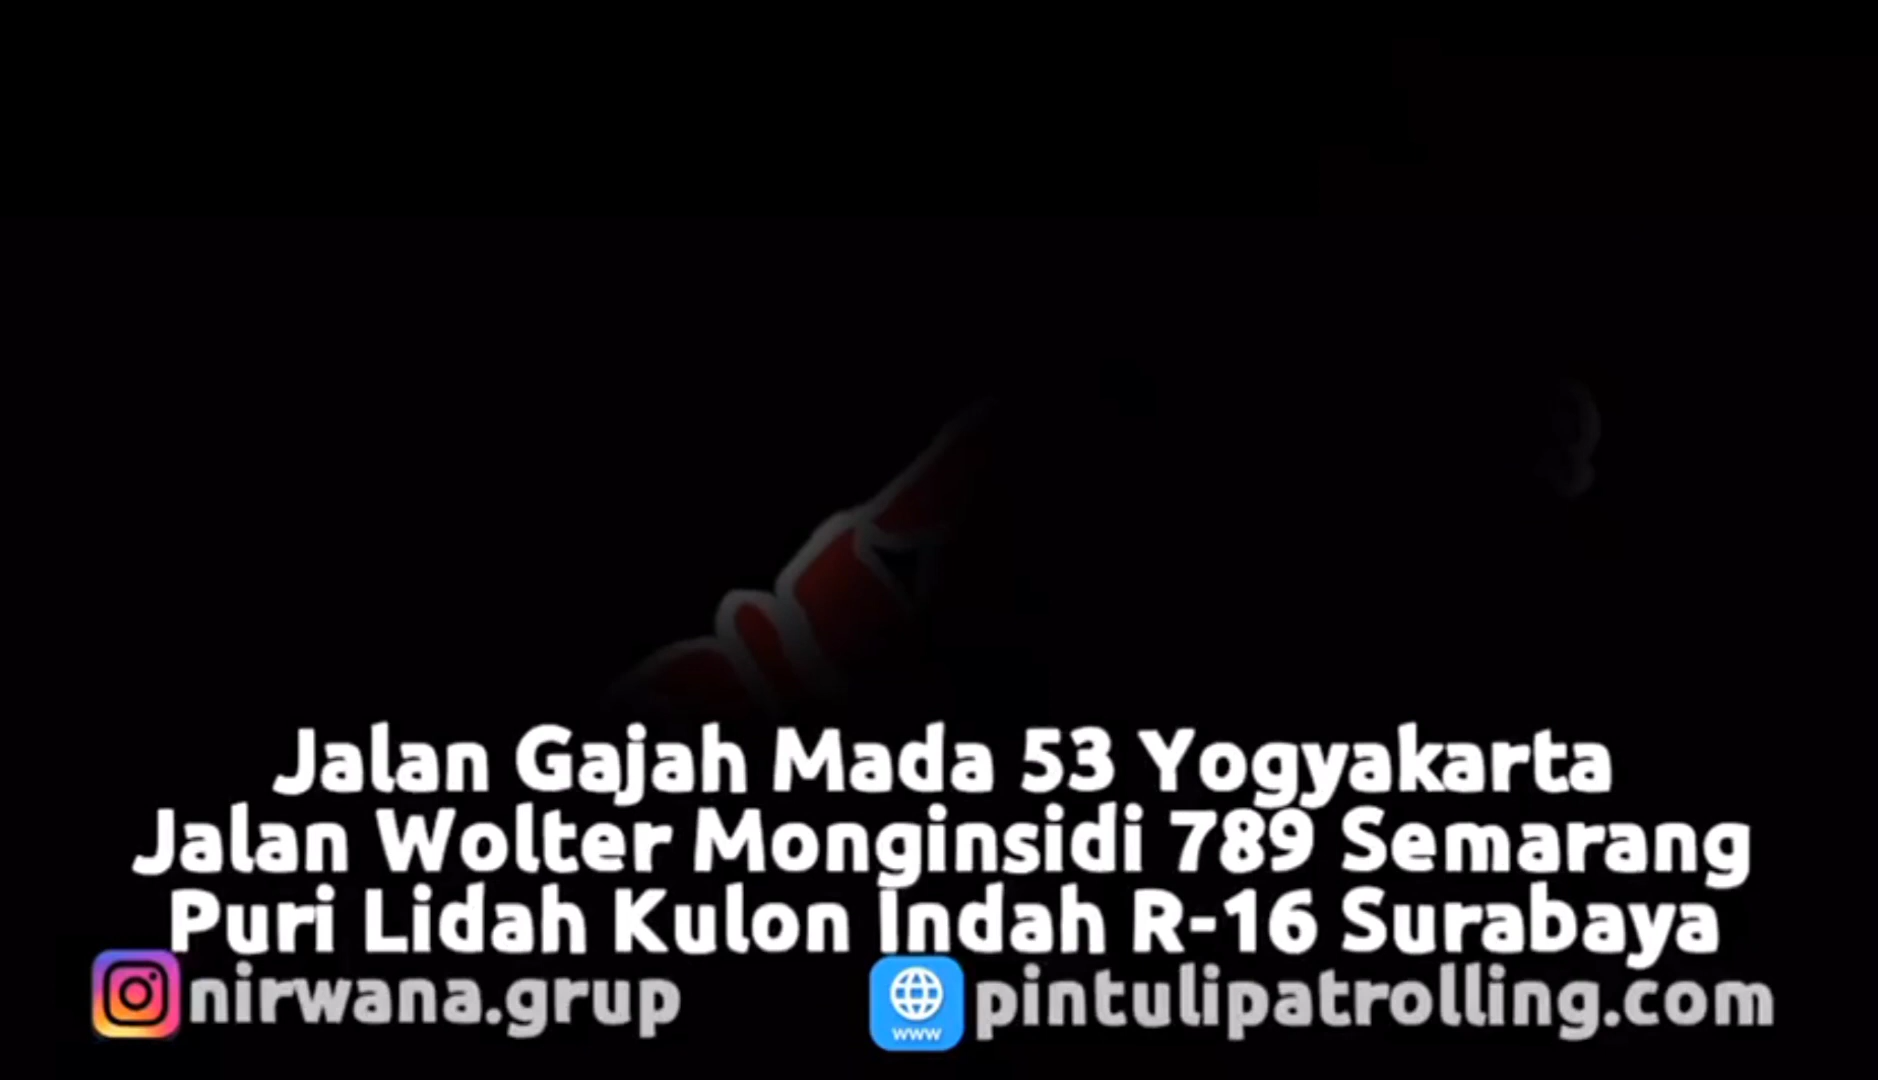 Jalan Gajah Mada 53 Yogyakarta
Jalan Wolter Monginsidi 789 Semarang
Puri Lidah Kulon Indah R-16 Surabaya
nirwana.grup
www
pintulipatrolling.com